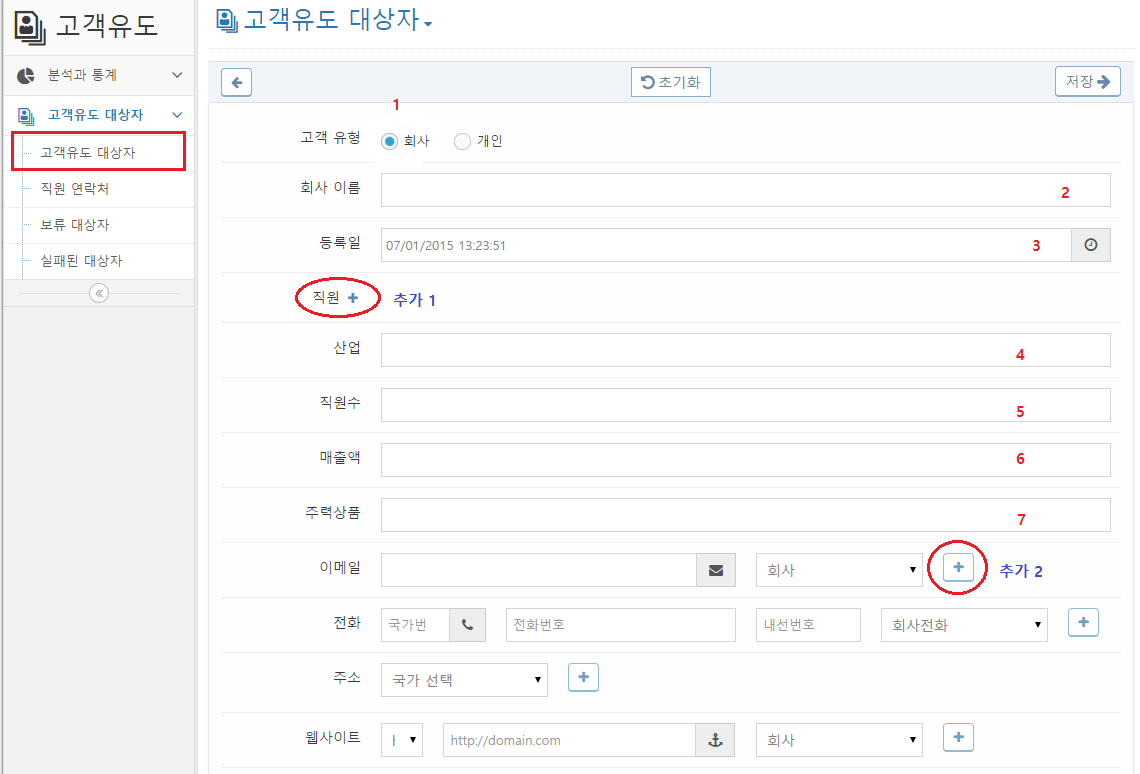 고객유도
분석과 통계
고객유도 대상자
고객유도 대상자
직원 연락처
보류 대상자
실패된 대상자
고객유도 대상자
초기화
저장
1
고객 유형 회사 개인
회사 이름 2
등록일 07/01/2015 13:23:51 3
직원 추가 1
산업 4
직원수 5
매출액 6
주력상품 7
이메일 회사 추가 2
전화 국가번 전화번호 내선번호 회사전화
주소 국가 선택
웹사이트 http://domain.com 회사